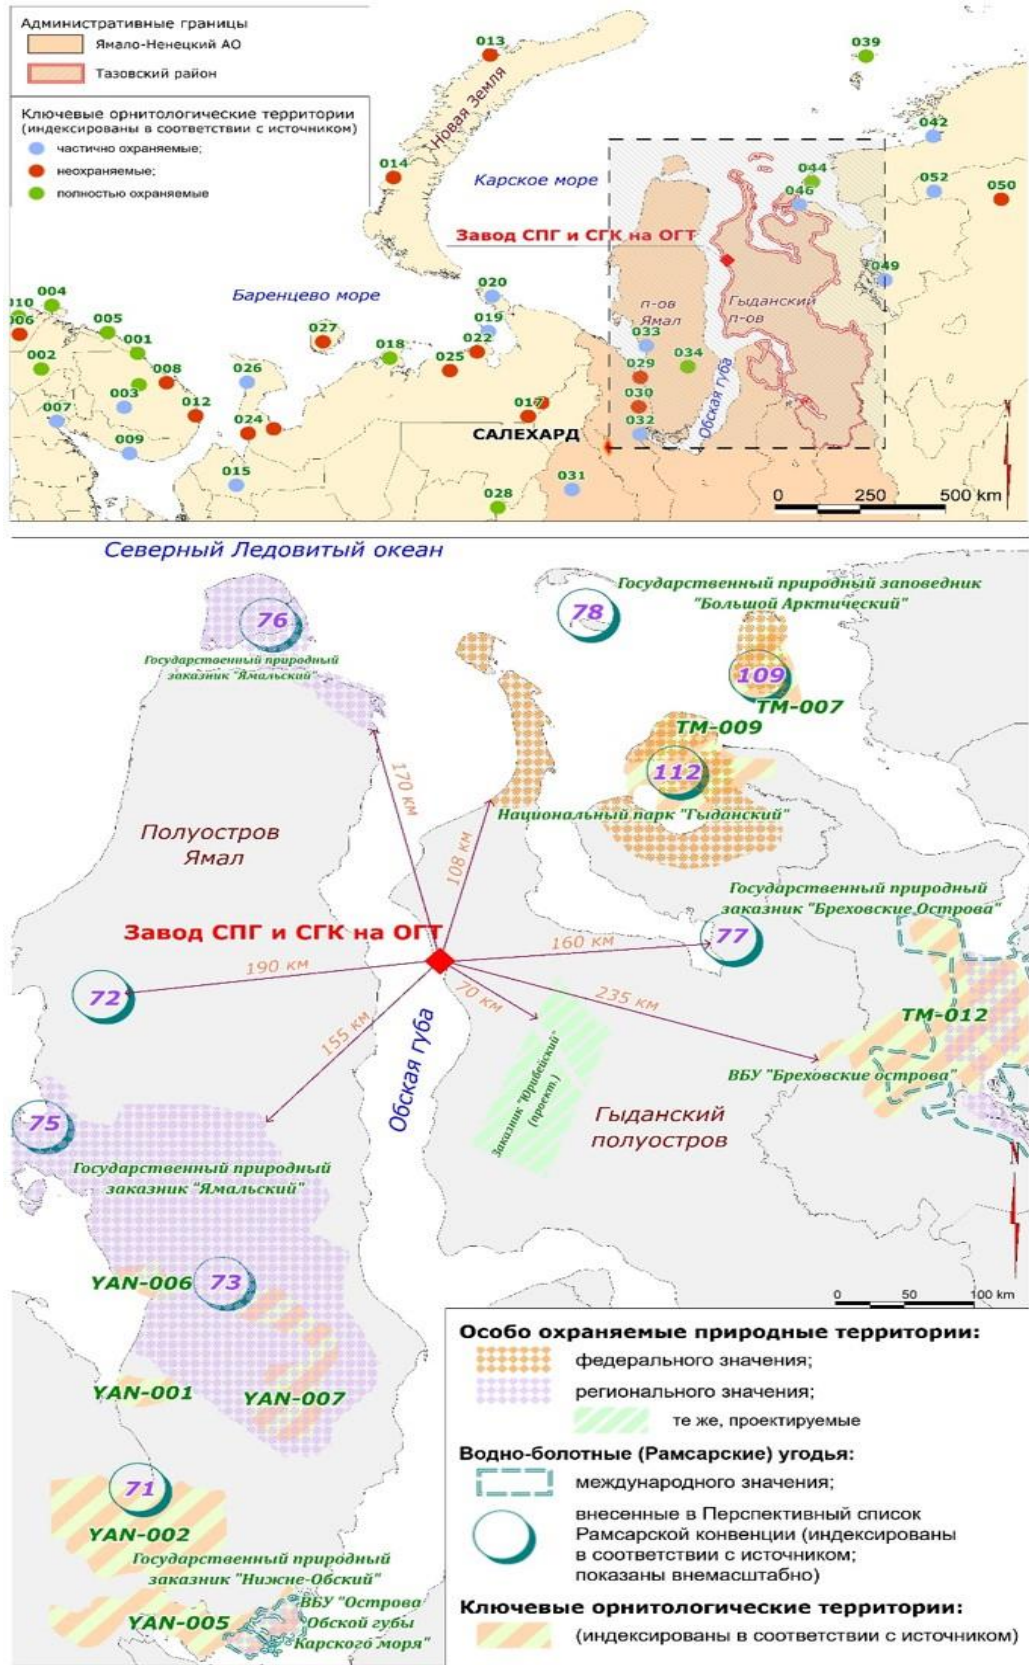 Административные границы
Ямало-Ненецкий АО
Тазовский район
Ключевые орнитологические территории
(индексированы в соответствии с источником)
частично охраняемые;
неохраняемые;
полностью охраняемые
013
039
Новая Земля
014
042
Карское море
044
052
046
050
Завод СПГ и СГК на ОГТ
049
Баренцево море
020
п-ов
Ямал
Гыданский
п-ов
004
010
006
005
027
019
033
001
018
022
034
002
025
029
008
026
003
017
030
012
007
024
САЛЕХАРД
032
Обская губа
009
015
031
028
0 250 500 km
Северный Ледовитый океан
Государственный природный заповедник
"Большой Арктический"
78
76
Государственный природный
заказник "Ямальский"
109
TM-007
TM-009
112
170 км
108 км
Национальный парк "Гыданский"
Полуостров
Ямал
Государственный природный
заказник "Бреховские Острова"
Завод СПГ и СГК на ОГТ
160 км
77
190 км
70 км
235 км
72
TM-012
155 км
Обская губа
Заказник "Юрибейский"
(проект.)
ВБУ "Бреховские острова"
Гыданский
полуостров
75
N
Государственный природный
заказник "Ямальский"
YAN-006
73
0 50 100 km
YAN-001
YAN-007
71
YAN-002
Государственный природный
заказник "Нижне-Обский"
YAN-005
ВБУ "Острова
Обской губы
Карского моря"
Особо охраняемые природные территории:
федерального значения;
регионального значения;
те же, проектируемые
Водно-болотные (Рамсарские) угодья:
международного значения;
внесенные в Перспективный список
Рамсарской конвенции (индексированы
в соответствии с источником;
показаны внемасштабно)
Ключевые орнитологические территории:
(индексированы в соответствии с источником)